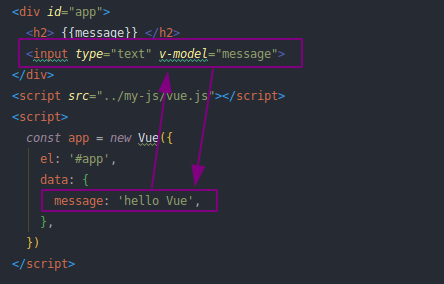 <div id="app">
<h2> {{message}} </h2>
<input type="text" v-model="message">
</div>
<script src="../my-js/vue.js"></script>
<script>
const app = new Vue({
el: '#app',
data: {
message: 'hello Vue',
},
})
</script>